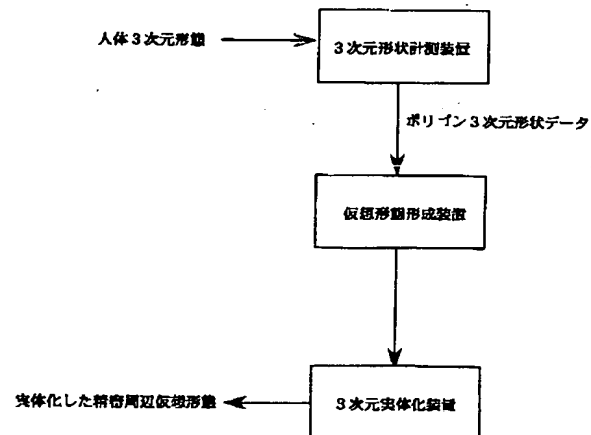 人体3次元形態
3次元形状計測装置
ポリゴン3次元形状データ
仮想形態形成装置
3次元実体化装置
実体化した精密周辺仮想形態